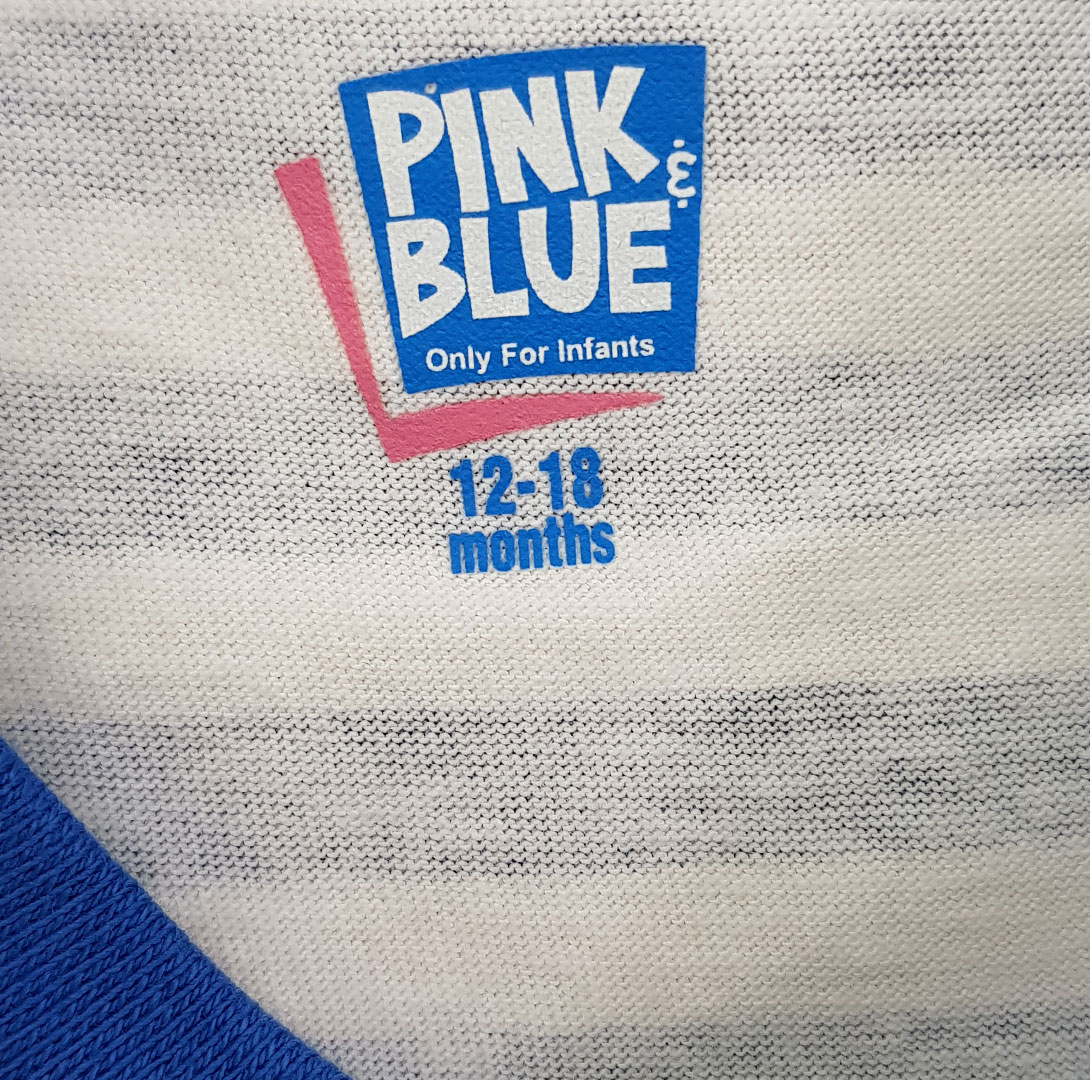 PINK &
BLUE
Only For Infants
12-18
months